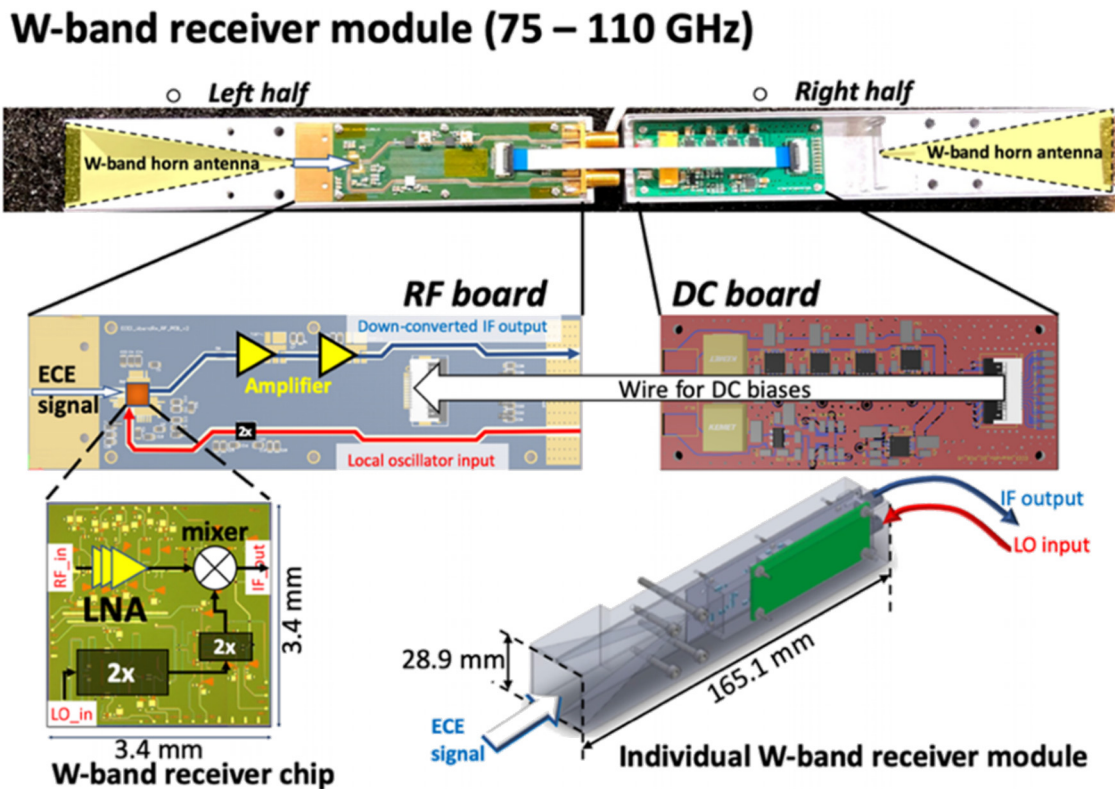 W-band receiver module (75 – 110 GHz)
Left half
Right half
W-band horn antenna
W-band horn antenna
RF board
DC board
Down-converted IF output
ECE
signal
Amplifier
Wire for DC biases
2x
Local oscillator input
KEMET
KEMET
mixer
RF_in
IF_out
LNA
2x
2x
LO_in
3.4 mm
3.4 mm
W-band receiver chip
IF output
LO input
28.9 mm
165.1 mm
ECE
signal
Individual W-band receiver module